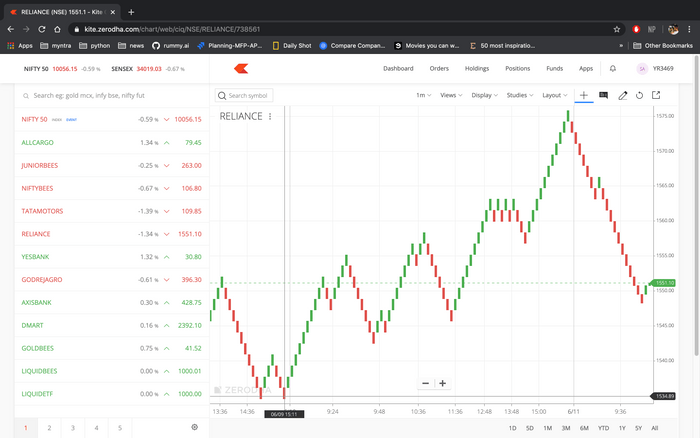 RELIANCE (NSE) 1551.1 - Kite
kite.zerodha.com/chart/web/ciq/NSE/RELIANCE/738561
Apps myntra python news rummy.ai Planning-MFP-AP... Daily Shot Compare Compan... Movies you can w... 50 most inspiratio... » Other Bookmarks
NIFTY 50 10056.15 -0.59 % SENSEX 34019.03 -0.67 % Dashboard Orders Holdings Positions Funds Apps YR3469
Search eg: gold mcx, infy bse, nifty fut
Search symbol 1m Views Display Studies Layout
NIFTY 50 -0.59 % 10056.15
ALLCARGO 1.34 % 79.45
JUNIORBEES -0.25 % 263.00
NIFTYBEES -0.67 % 106.80
TATAMOTORS -1.39 % 109.85
RELIANCE -1.34 % 1551.10
YESBANK 1.32 % 30.80
GODREJAGRO -0.61 % 396.30
AXISBANK 0.30 % 428.75
DMART 0.16 % 2392.10
GOLDBEES 0.75 % 41.52
LIQUIDBEES 0.00 % 1000.01
LIQUIDETF 0.00 % 1000.00
1 2 3 4 5
RELIANCE
1575.00
1570.00
1565.00
1560.00
1555.00
1551.10
1550.00
1545.00
1540.00
1534.89
ZERODHA
13:36 14:36 06/09 15:11 9:24 9:48 10:36 11:36 12:48 13:48 15:00 6/11 9:36
1D 5D 1M 3M 6M YTD 1Y 5Y All